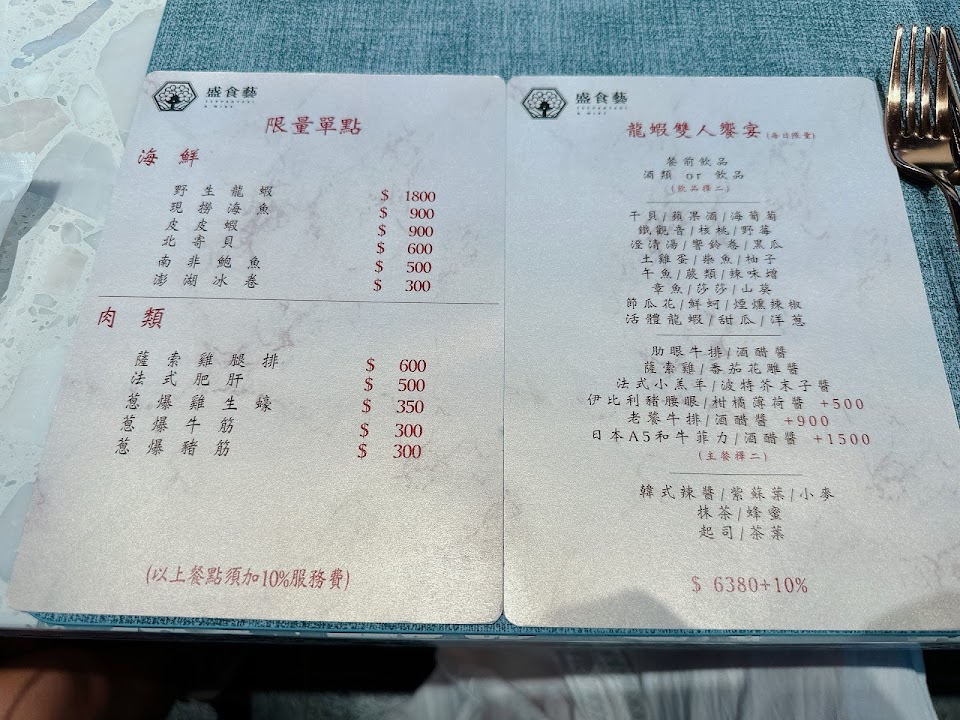 盛食藝
TEPPANYAKI
& WINE
限量單點
海鮮
野生龍蝦 $ 1800
現撈海魚 $ 900
皮皮蝦 $ 900
北寄貝 $ 600
南非鮑魚 $ 500
澎湖冰卷 $ 300
肉類
薩索雞腿排 $ 600
法式肥肝 $ 500
蔥爆雞生蠔 $ 350
蔥爆牛筋 $ 300
蔥爆豬筋 $ 300
(以上餐點須加10%服務費)
盛食藝
TEPPANYAKI
& WINE
龍蝦雙人饗宴(每日限量)
餐前飲品
酒類 or 飲品
(飲品擇二)
干貝/蘋果酒/海葡萄
鐵觀音/核桃/野莓
澄清湯/響鈴卷/黑瓜
土雞蛋/柴魚/柚子
午魚/蕨類/辣味增
章魚/莎莎/山葵
節瓜花/鮮蚵/煙燻辣椒
活體龍蝦/甜瓜/洋蔥
肋眼牛排/酒醋醬
薩索雞/番茄花雕醬
法式小羔羊/波特芥末子醬
伊比利豬腰眼/柑橘薄荷醬 +500
老饕牛排/酒醋醬 +900
日本A5和牛菲力/酒醋醬 +1500
(主餐擇二)
韓式辣醬/紫蘇葉/小麥
抹茶/蜂蜜
起司/茶葉
$ 6380+10%